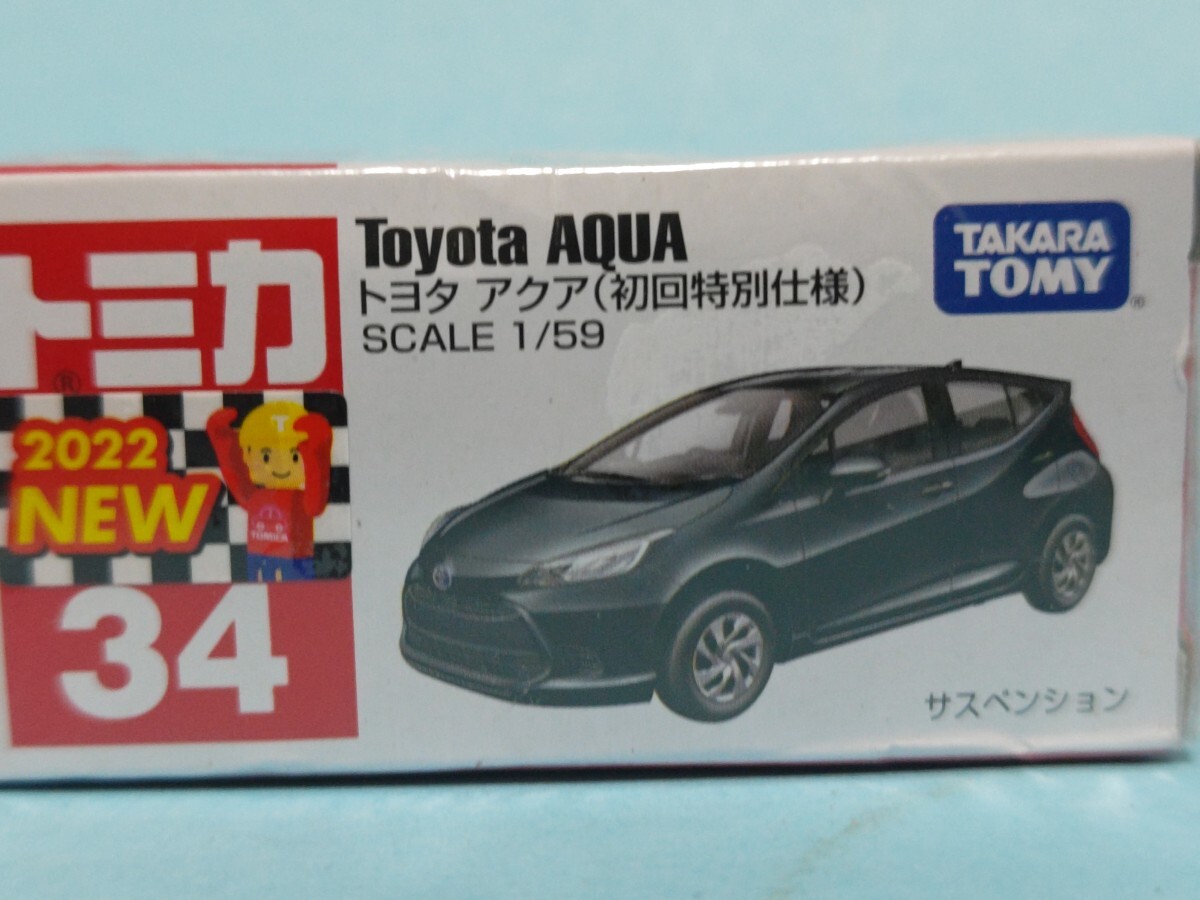 トミカ
®
2022
NEW
T
TOMICA
34
Toyota AQUA
トヨタ アクア(初回特別仕様)
SCALE 1/59
TAKARA
TOMY
®
サスペンション